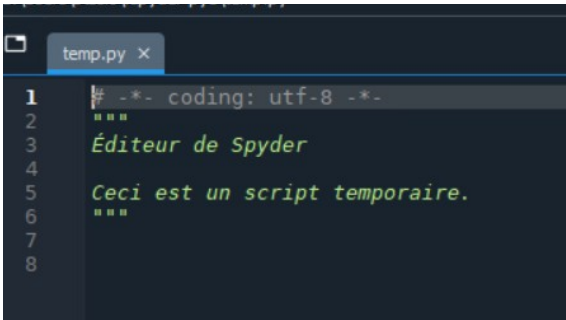 temp.py ×
1 # -*- coding: utf-8 -*-
2 """
3 Éditeur de Spyder
4
5 Ceci est un script temporaire.
6 """
7
8